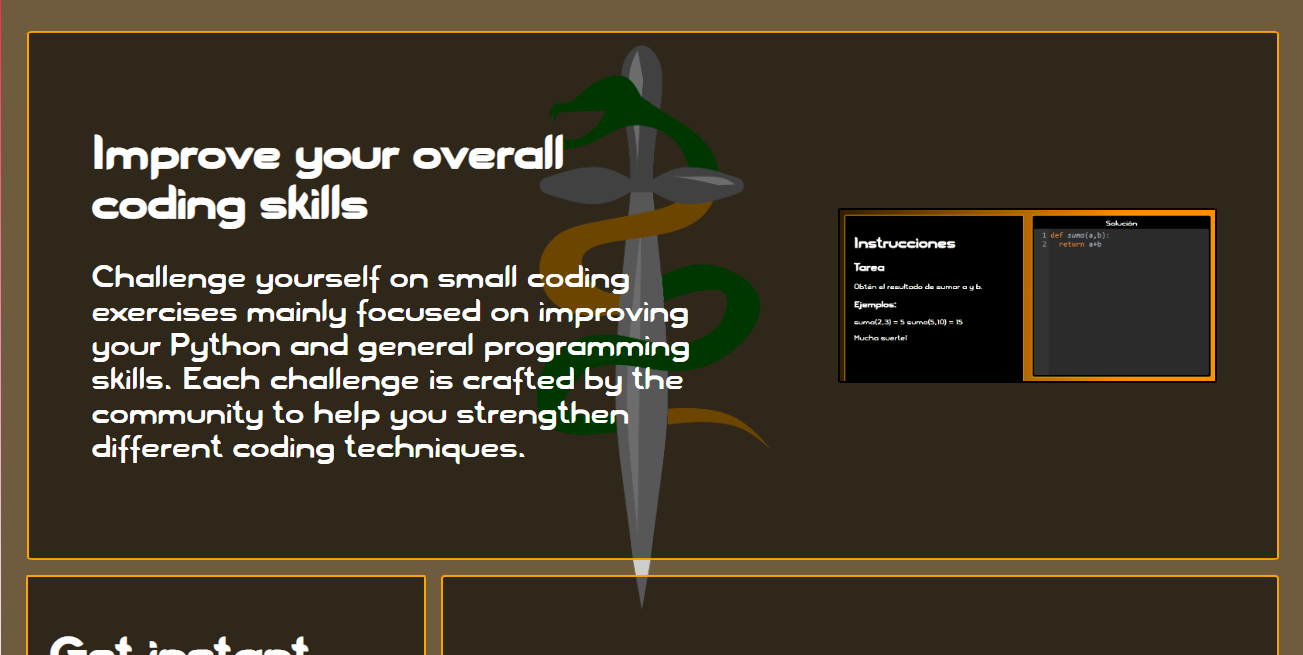 Improve your overall
coding skills
Challenge yourself on small coding
exercises mainly focused on improving
your Python and general programming
skills. Each challenge is crafted by the
community to help you strengthen
different coding techniques.
Instrucciones
Tarea
Obtén el resultado de sumar a y b.
Ejemplos:
suma(2,3) = 5 suma(5,10) = 15
Mucha suerte!
Solución
1 def suma(a,b):
2 return a+b
Get instant